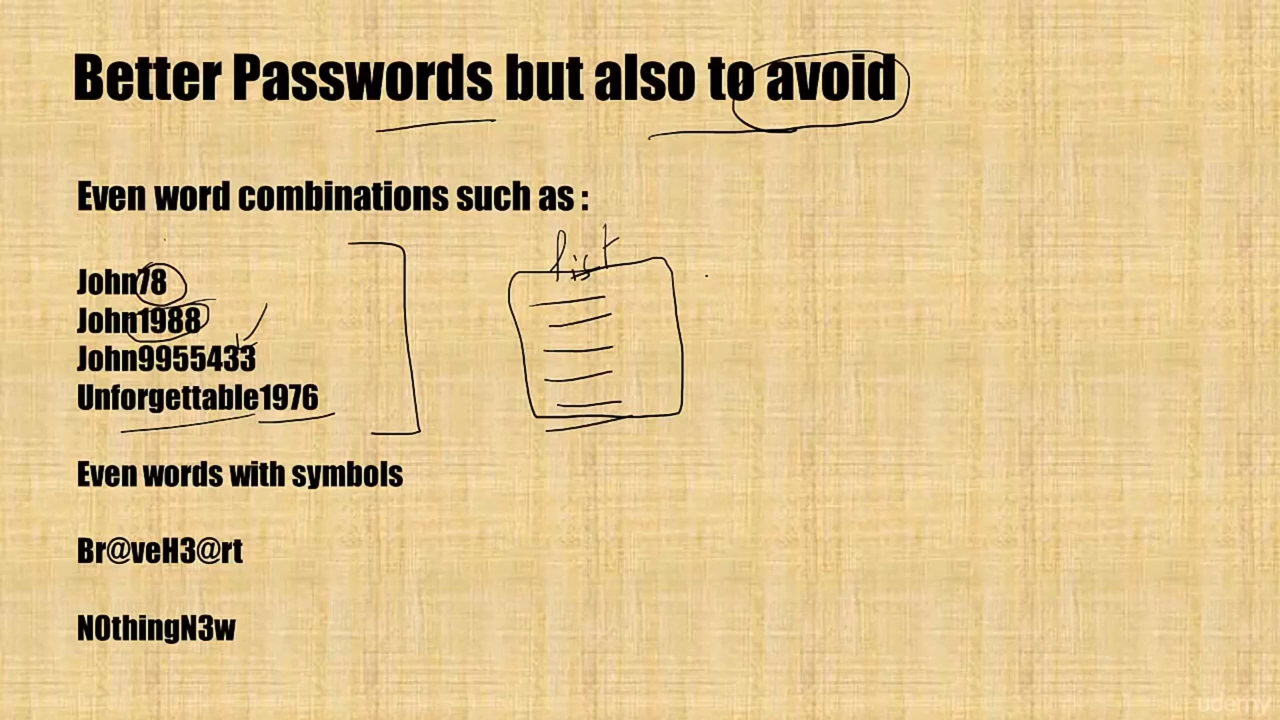 Better Passwords but also to avoid
Even word combinations such as :
list
John78
John1988
John9955433
Unforgettable1976
Even words with symbols
Br@veH3@rt
N0thingN3w
udemy